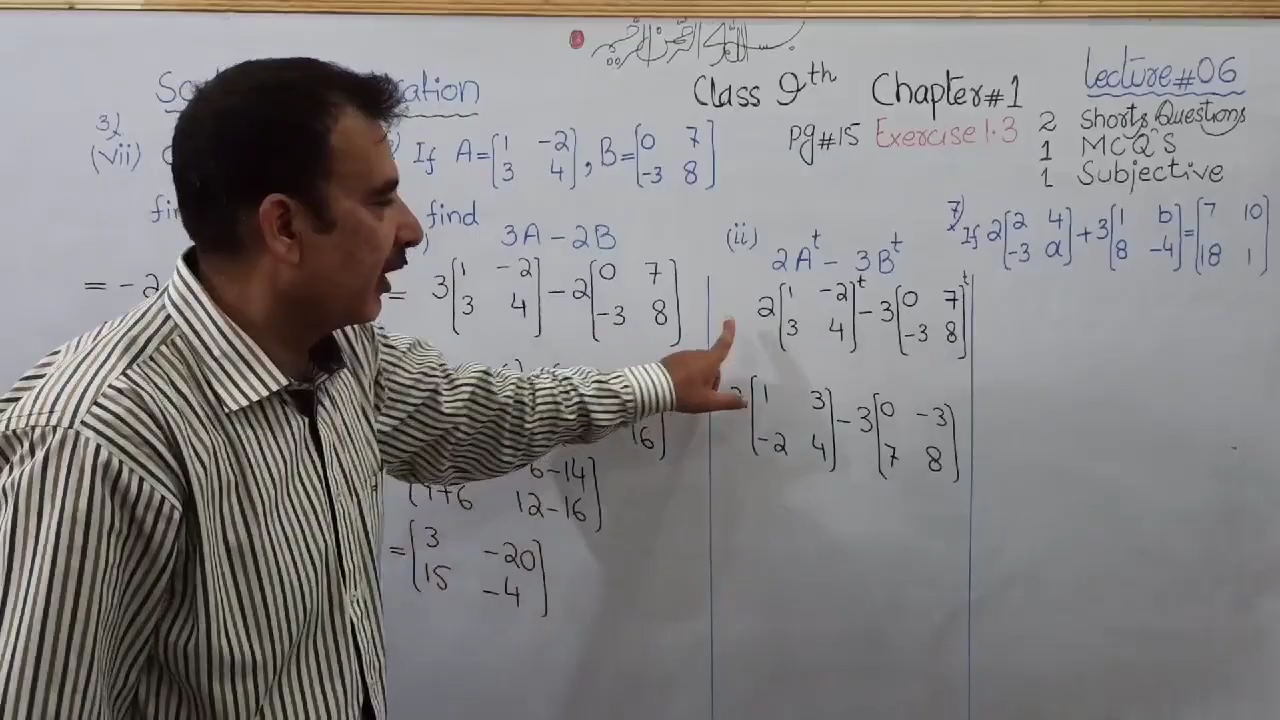 بسم الله الرحمن الرحيم
Class 9th Chapter#1 Lecture#06
Pg#15 Exercise 1.3
2 Shorts Questions
1 MCQ'S
1 Subjective
3)
(vii)
If A=[1 -2; 3 4], B=[0 7; -3 8]
find
3A - 2B
= -2
= 3[1 -2; 3 4] - 2[0 7; -3 8]
16]
6-14
12-16]
= [3 -20; 15 -4]
(ii)
2A^t - 3B^t
2[1 -2; 3 4]^t - 3[0 7; -3 8]^t
[1 3; -2 4] - 3[0 -3; 7 8]
7) If 2[2 4; -3 a] + 3[1 b; 8 -4] = [7 10; 18 1]